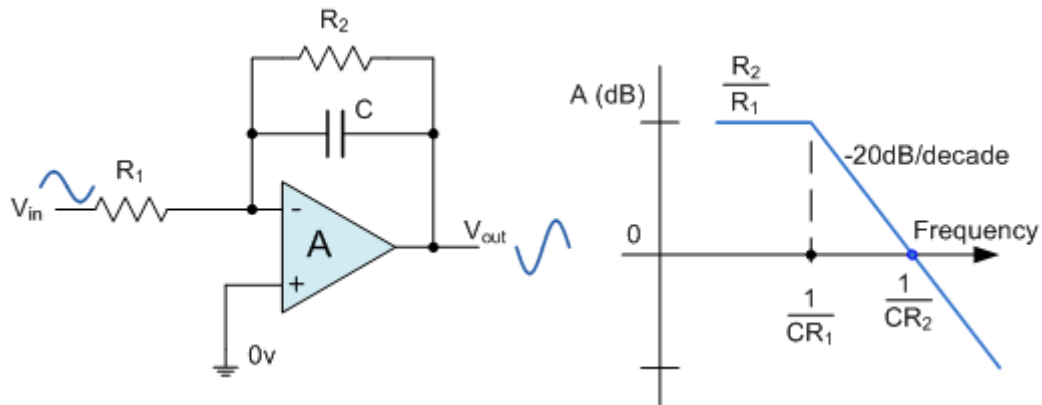 R2
C
R1
Vin
-
A
+
Vout
0v
R2
R1
A (dB)
-20dB/decade
0
Frequency
1
CR1
1
CR2